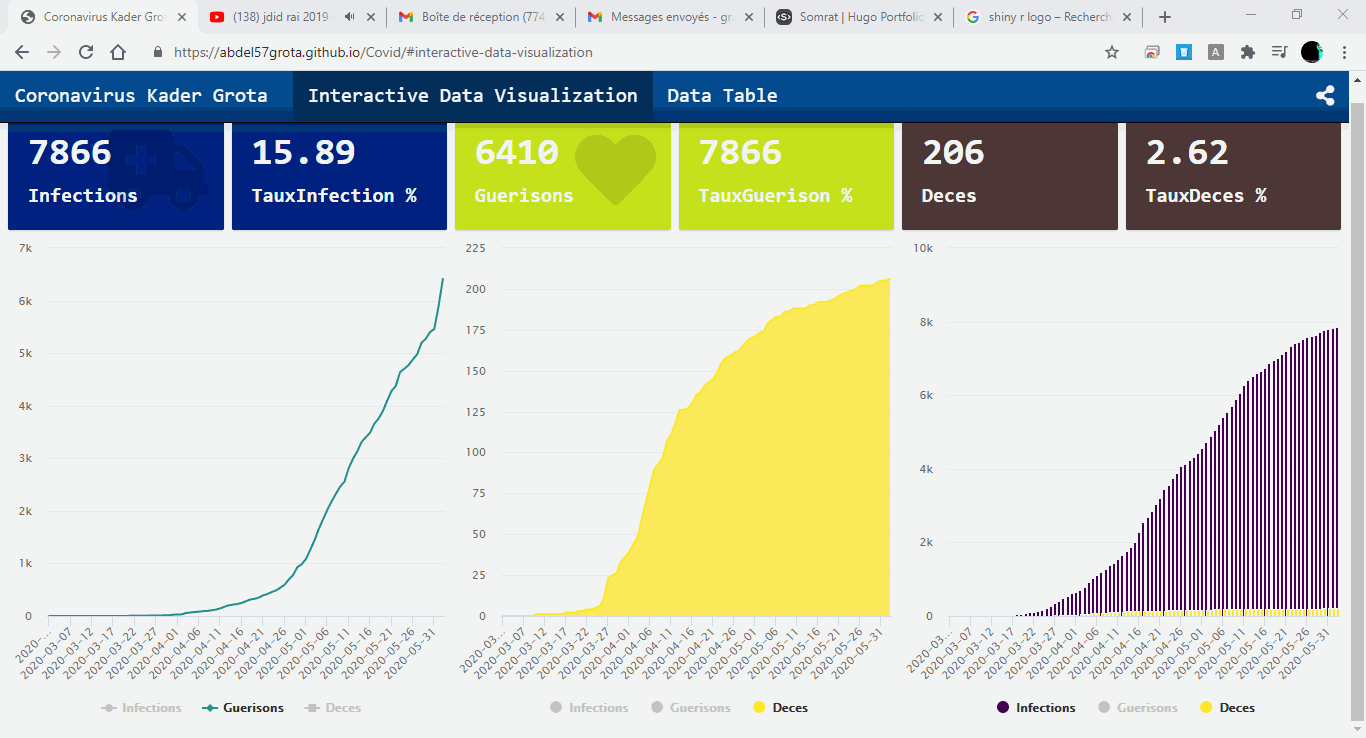 Coronavirus Kader Grot
(138) jdid rai 2019 -
Boîte de réception (774
Messages envoyés - gr
Somrat | Hugo Portfolio
shiny r logo – Recherch
https://abdel57grota.github.io/Covid/#interactive-data-visualization
Coronavirus Kader Grota
Interactive Data Visualization
Data Table
7866
Infections
15.89
TauxInfection %
6410
Guerisons
7866
TauxGuerison %
206
Deces
2.62
TauxDeces %
7k
6k
5k
4k
3k
2k
1k
0
2020-...
2020-03-07
2020-03-12
2020-03-17
2020-03-22
2020-03-27
2020-04-01
2020-04-06
2020-04-11
2020-04-16
2020-04-21
2020-04-26
2020-05-01
2020-05-06
2020-05-11
2020-05-16
2020-05-21
2020-05-26
2020-05-31
Infections
Guerisons
Deces
225
200
175
150
125
100
75
50
25
0
2020-03...
2020-03-07
2020-03-12
2020-03-17
2020-03-22
2020-03-27
2020-04-01
2020-04-06
2020-04-11
2020-04-16
2020-04-21
2020-04-26
2020-05-01
2020-05-06
2020-05-11
2020-05-16
2020-05-21
2020-05-26
2020-05-31
Infections
Guerisons
Deces
10k
8k
6k
4k
2k
0
2020-03...
2020-03-07
2020-03-12
2020-03-17
2020-03-22
2020-03-27
2020-04-01
2020-04-06
2020-04-11
2020-04-16
2020-04-21
2020-04-26
2020-05-01
2020-05-06
2020-05-11
2020-05-16
2020-05-21
2020-05-26
2020-05-31
Infections
Guerisons
Deces